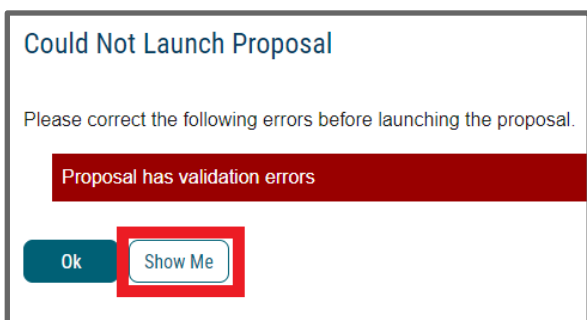 Could Not Launch Proposal
Please correct the following errors before launching the proposal.
Proposal has validation errors
Ok
Show Me